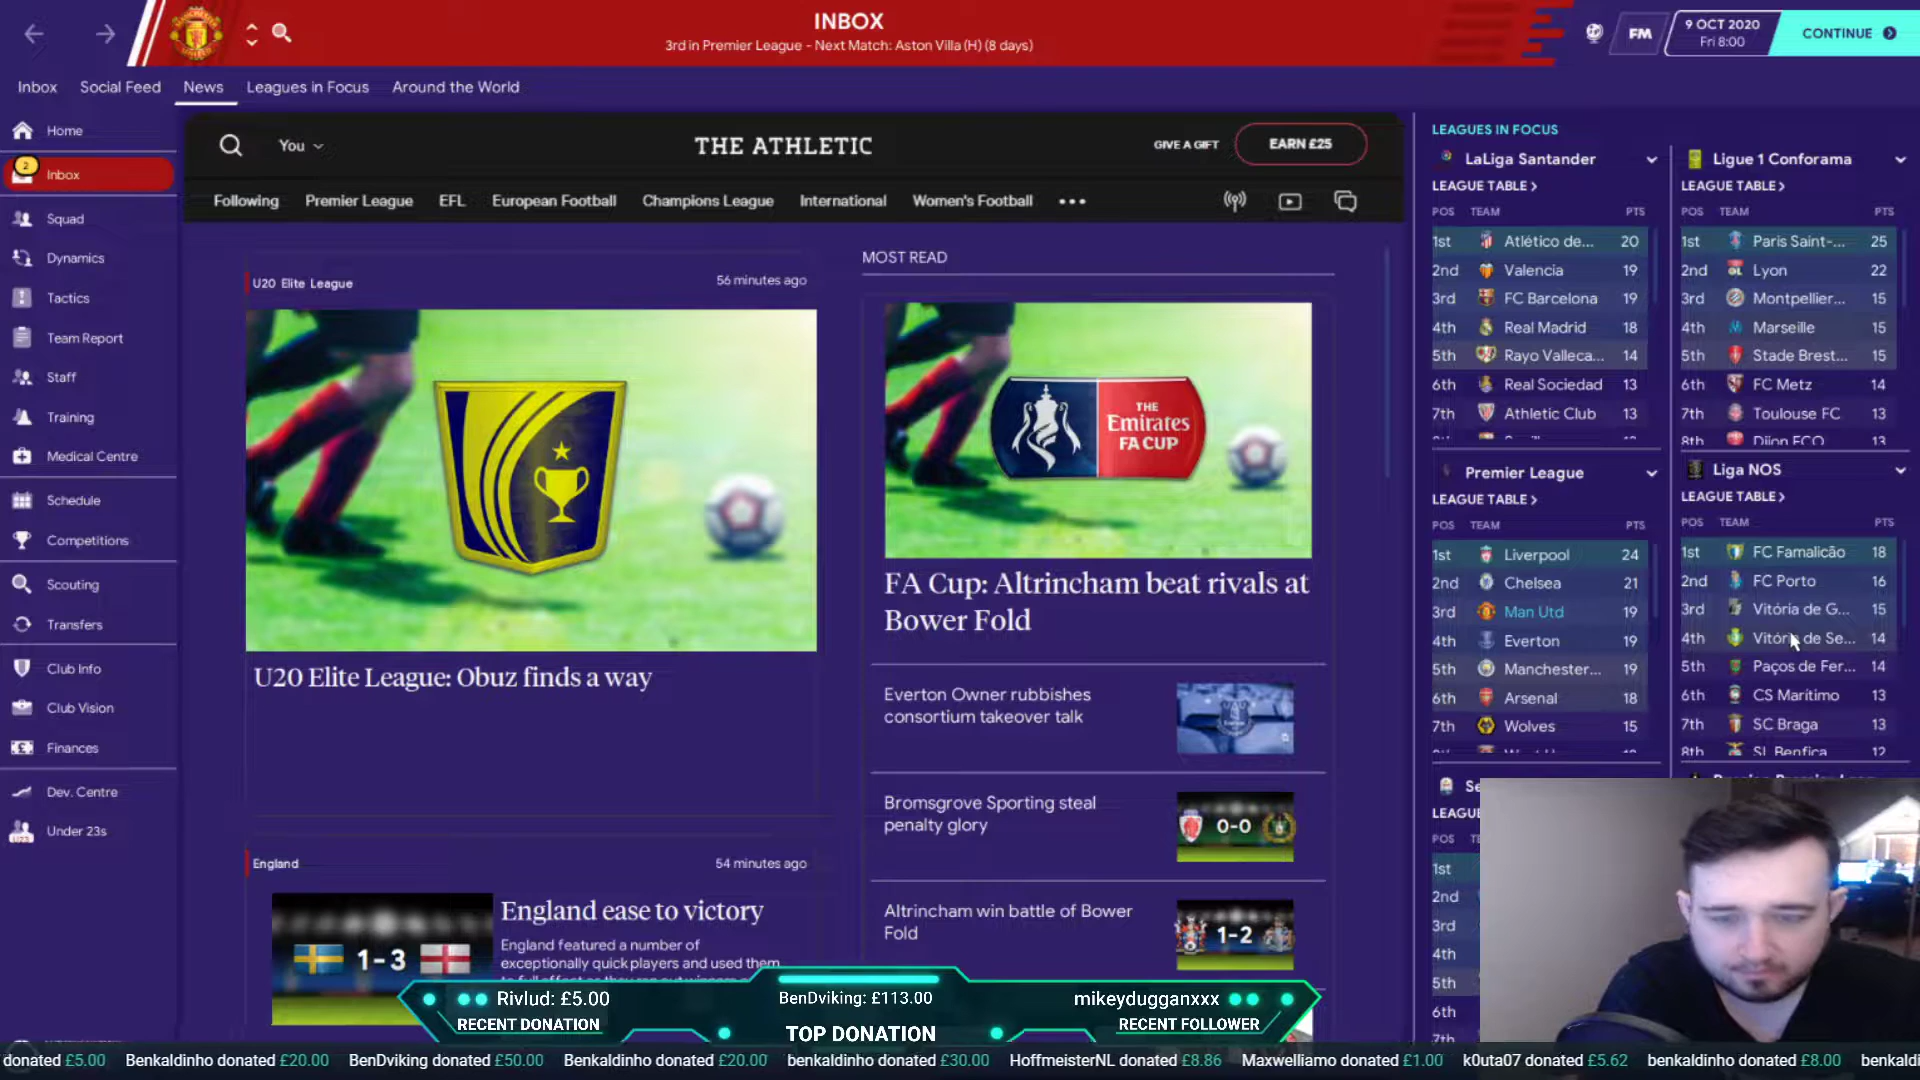 INBOX
3rd in Premier League - Next Match: Aston Villa (H) (8 days)
FM
9 OCT 2020
Fri 8:00
CONTINUE
Inbox
Social Feed
News
Leagues in Focus
Around the World
Home
2
Inbox
Squad
Dynamics
Tactics
Team Report
Staff
Training
Medical Centre
Schedule
Competitions
Scouting
Transfers
Club Info
Club Vision
Finances
Dev. Centre
Under 23s
You
THE ATHLETIC
GIVE A GIFT
EARN £25
Following
Premier League
EFL
European Football
Champions League
International
Women's Football
U20 Elite League
56 minutes ago
U20 Elite League: Obuz finds a way
England
54 minutes ago
1-3
England ease to victory
England featured a number of
exceptionally quick players and used them
MOST READ
THE
Emirates
FA CUP
FA Cup: Altrincham beat rivals at
Bower Fold
Everton Owner rubbishes
consortium takeover talk
Bromsgrove Sporting steal
penalty glory
0-0
Altrincham win battle of Bower
Fold
1-2
LEAGUES IN FOCUS
LaLiga Santander
LEAGUE TABLE >
POS TEAM PTS
1st Atlético de... 20
2nd Valencia 19
3rd FC Barcelona 19
4th Real Madrid 18
5th Rayo Valleca... 14
6th Real Sociedad 13
7th Athletic Club 13
Ligue 1 Conforama
LEAGUE TABLE >
POS TEAM PTS
1st Paris Saint-... 25
2nd Lyon 22
3rd Montpellier... 15
4th Marseille 15
5th Stade Brest... 15
6th FC Metz 14
7th Toulouse FC 13
8th Dijon FCO 13
Premier League
LEAGUE TABLE >
POS TEAM PTS
1st Liverpool 24
2nd Chelsea 21
3rd Man Utd 19
4th Everton 19
5th Manchester... 19
6th Arsenal 18
7th Wolves 15
Liga NOS
LEAGUE TABLE >
POS TEAM PTS
1st FC Famalicão 18
2nd FC Porto 16
3rd Vitória de G... 15
4th Vitória de Se... 14
5th Paços de Fer... 14
6th CS Marítimo 13
7th SC Braga 13
8th SL Benfica 12
POS
1st
2nd
3rd
4th
5th
6th
7th
Rivlud: £5.00
RECENT DONATION
BenDviking: £113.00
TOP DONATION
mikeydugganxxx
RECENT FOLLOWER
donated £5.00 Benkaldinho donated £20.00 BenDviking donated £50.00 Benkaldinho donated £20.00 benkaldinho donated £30.00 HoffmeisterNL donated £8.86 Maxwelliamo donated £1.00 k0uta07 donated £5.62 benkaldinho donated £8.00 benkaldi